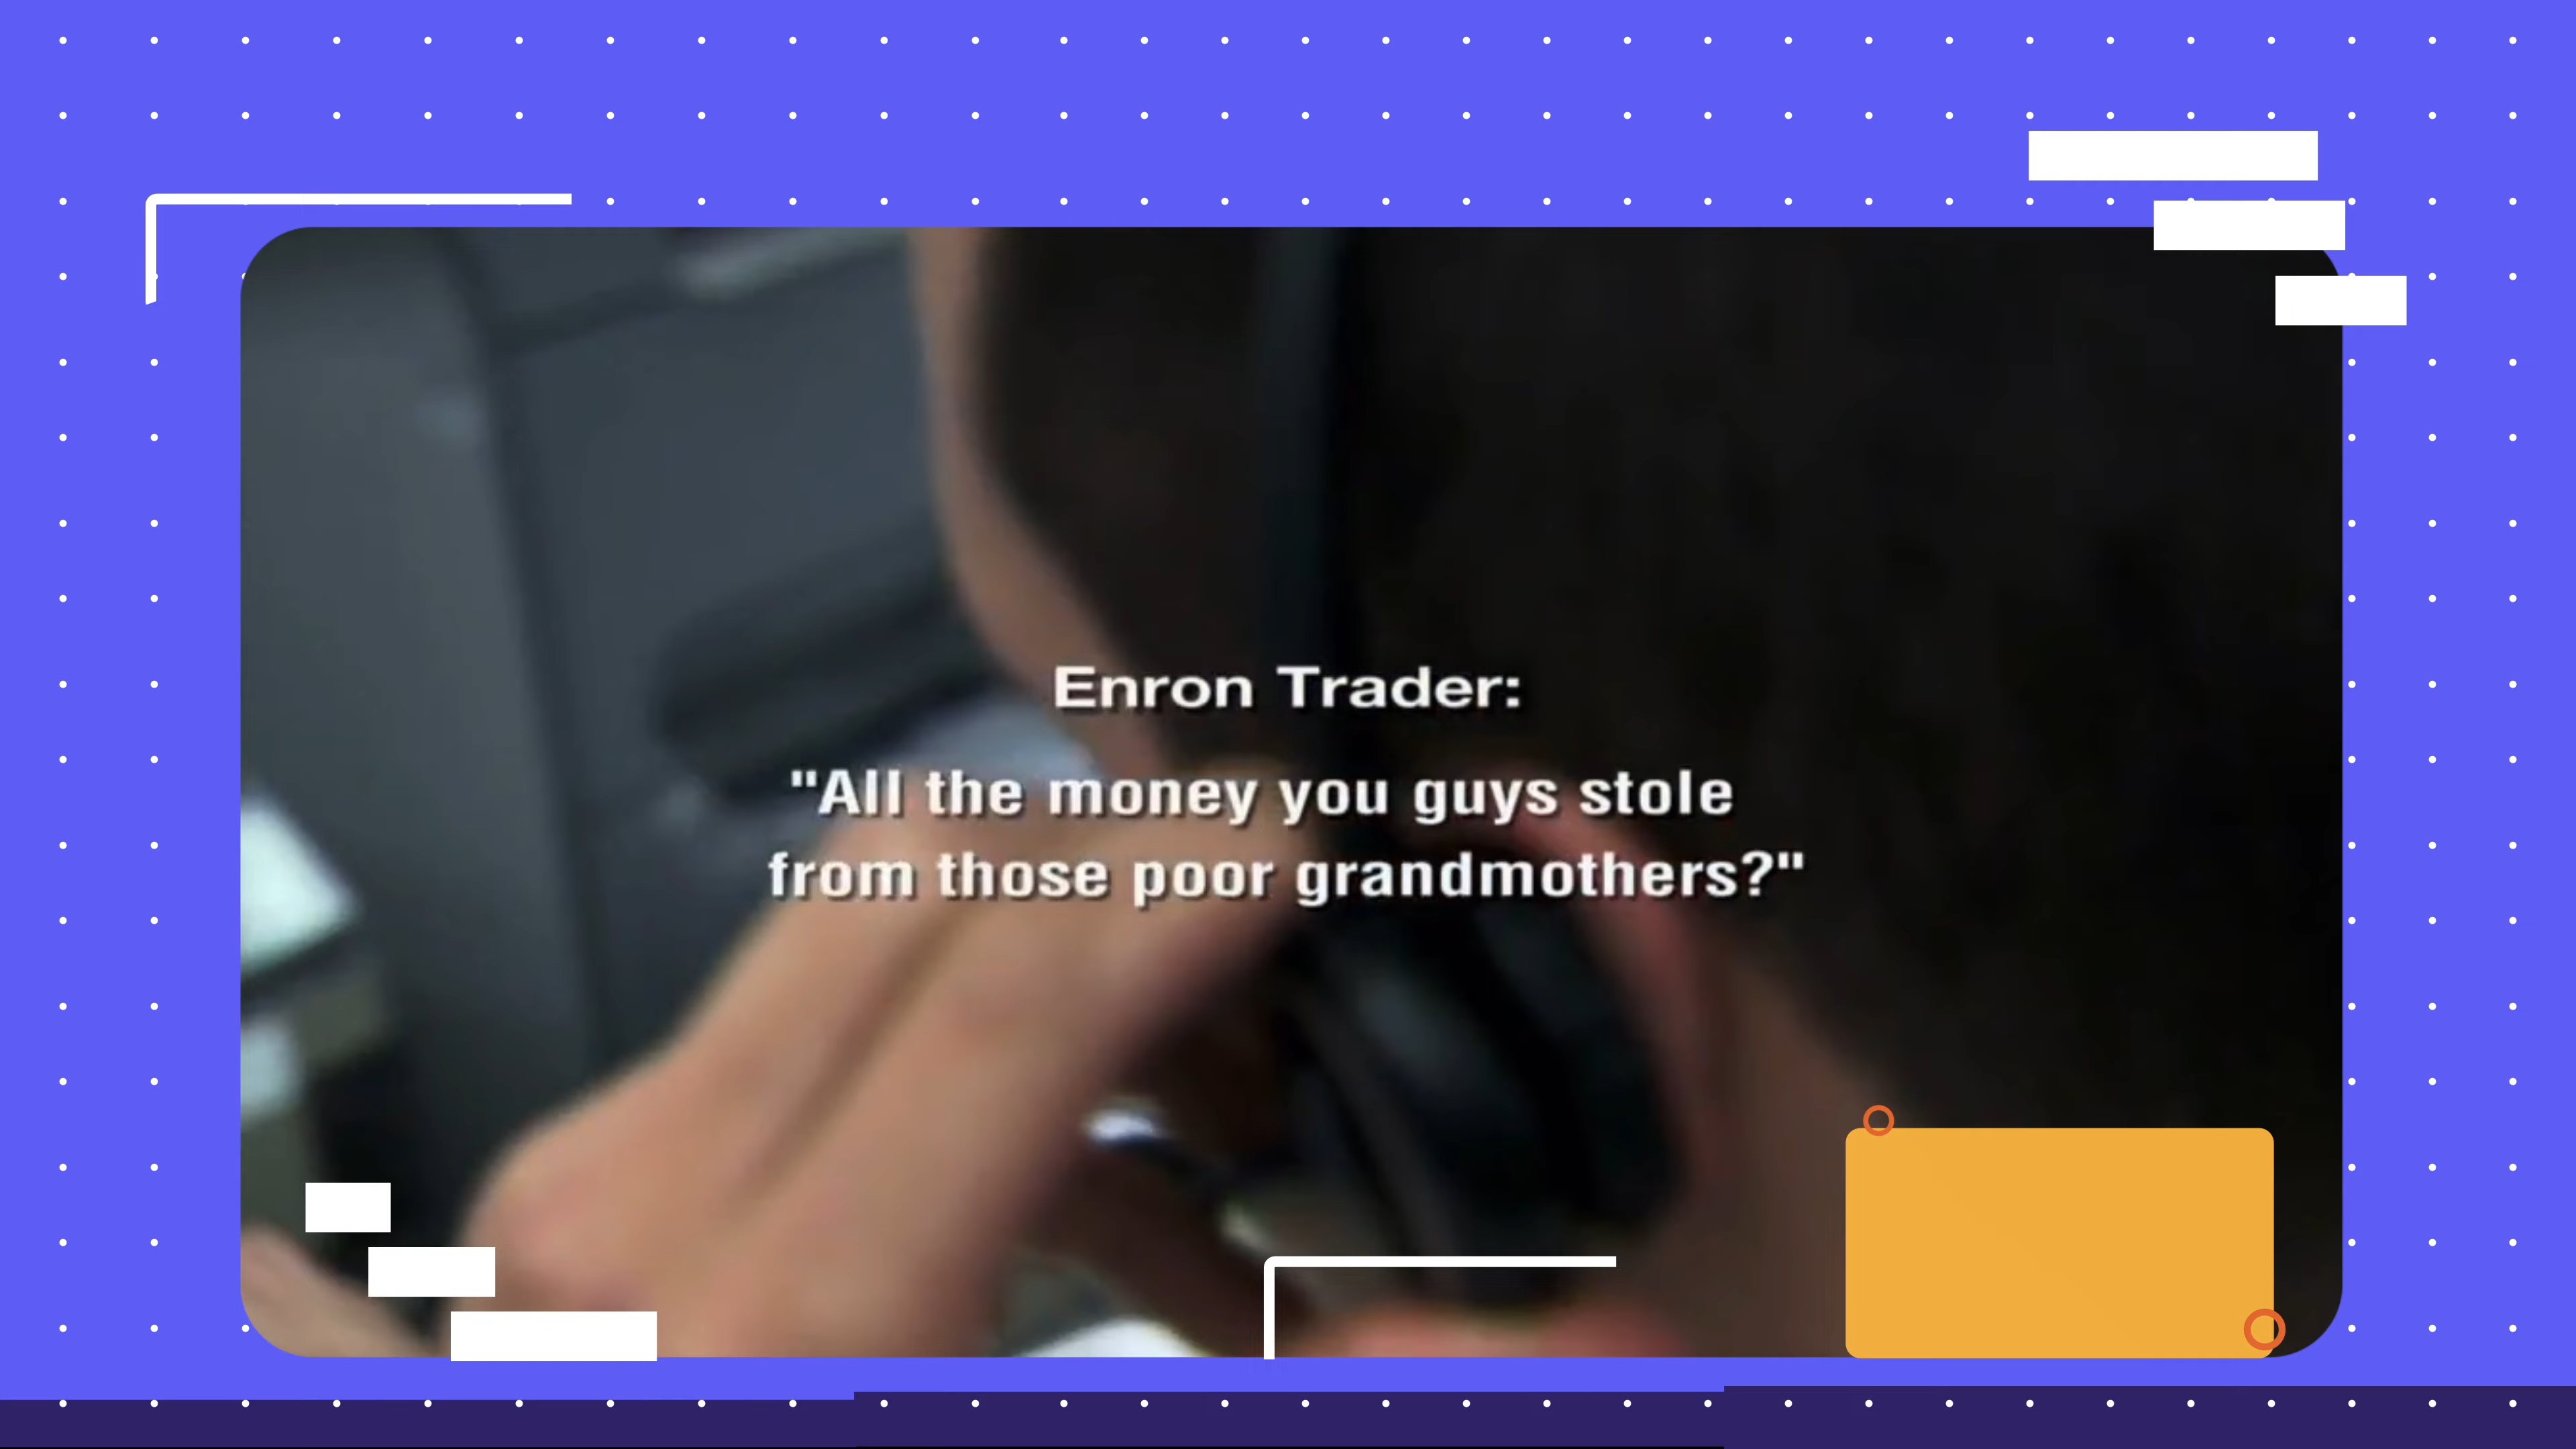 Enron Trader:
"All the money you guys stole
from those poor grandmothers?"